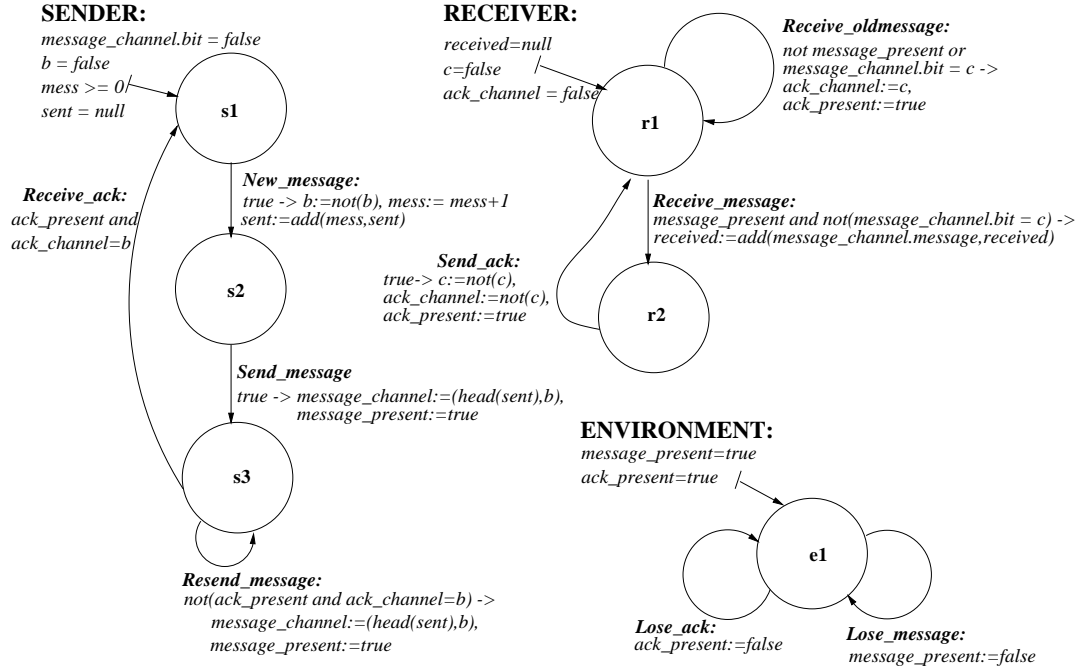 SENDER:
message_channel.bit = false
b = false
mess >= 0
sent = null
s1
Receive_ack:
ack_present and
ack_channel=b
New_message:
true -> b:=not(b), mess:= mess+1
sent:=add(mess,sent)
s2
Send_message
true -> message_channel:=(head(sent),b),
message_present:=true
s3
Resend_message:
not(ack_present and ack_channel=b) ->
message_channel:=(head(sent),b),
message_present:=true
RECEIVER:
received=null
c=false
ack_channel = false
r1
Receive_oldmessage:
not message_present or
message_channel.bit = c ->
ack_channel:=c,
ack_present:=true
Receive_message:
message_present and not(message_channel.bit = c) ->
received:=add(message_channel.message,received)
Send_ack:
true-> c:=not(c),
ack_channel:=not(c),
ack_present:=true
r2
ENVIRONMENT:
message_present=true
ack_present=true
e1
Lose_ack:
ack_present:=false
Lose_message:
message_present:=false